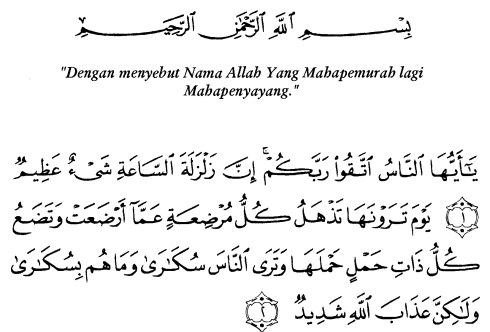 بِسْمِ ٱللَّهِ ٱلرَّحْمَٰنِ ٱلرَّحِيمِ
"Dengan menyebut Nama Allah Yang Mahapemurah lagi
Mahapenyayang."
يَـٰٓأَيُّهَا ٱلنَّاسُ ٱتَّقُوا۟ رَبَّكُمْ ۚ إِنَّ زَلْزَلَةَ ٱلسَّاعَةِ شَىْءٌ عَظِيمٌ
١ يَوْمَ تَرَوْنَهَا تَذْهَلُ كُلُّ مُرْضِعَةٍ عَمَّآ أَرْضَعَتْ وَتَضَعُ
كُلُّ ذَاتِ حَمْلٍ حَمْلَهَا وَتَرَى ٱلنَّاسَ سُكَـٰرَىٰ وَمَا هُم بِسُكَـٰرَىٰ
وَلَـٰكِنَّ عَذَابَ ٱللَّهِ شَدِيدٌ ٢